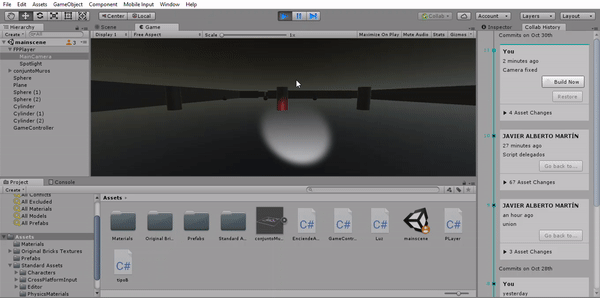 File Edit Assets GameObject Component Mobile Input Window Help
Center Local Collab Account Layers Layout
Hierarchy
Create All
mainscene
FPPlayer
MainCamera
Spotlight
conjuntoMuros
Sphere
Plane
Sphere (1)
Sphere (2)
Cylinder
Cylinder (1)
Cylinder (2)
GameController
Scene Game
Display 1 Free Aspect Scale 1x Maximize On Play Mute Audio Stats Gizmos
Inspector Collab History
Commits on Oct 30th
You
2 minutes ago
Camera fixed
Build Now
Restore
4 Asset Changes
JAVIER ALBERTO MARTÍN
27 minutes ago
Script delegados
Go back to...
67 Asset Changes
JAVIER ALBERTO MARTÍN
an hour ago
union
Go back to...
3 Asset Changes
Commits on Oct 28th
You
yesterday
Project Console
Create
All Conflicts
All Excluded
All Materials
All Models
All Prefabs
Assets
Materials
Original Bricks Textures
Prefabs
Standard Assets
Characters
CrossPlatformInput
Editor
PhysicsMaterials
Assets
Materials Original Bric... Prefabs Standard A... conjuntoMu... EnciendeA... GameContr... Luz mainscene PLayer
tipoB